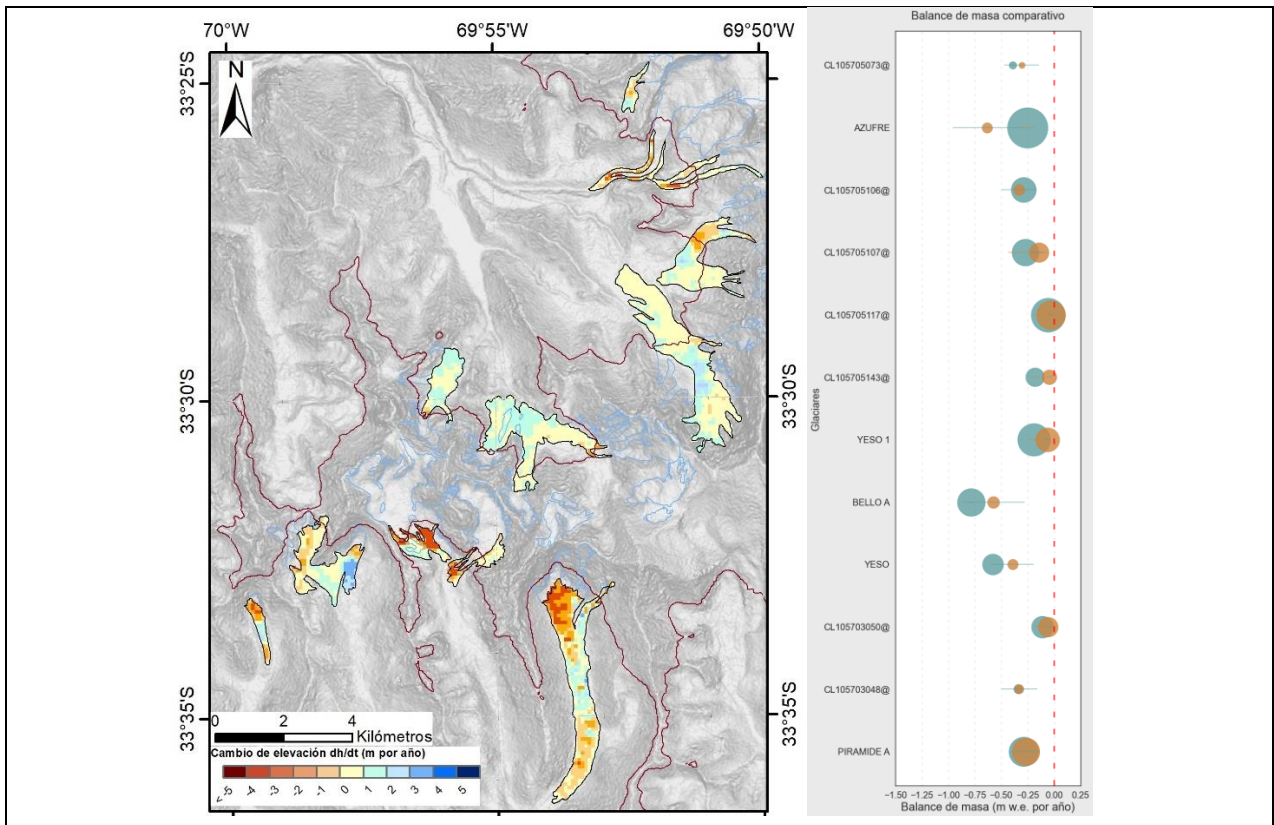 70°W
69°55'W
69°50'W
33°25'S
N
33°30'S
33°30'S
33°35'S
33°35'S
0 2 4
Kilómetros
Cambio de elevación dh/dt (m por año)
<-5 -4 -3 -2 -1 0 1 2 3 4 5
Balance de masa comparativo
Glaciares
CL105705073@
AZUFRE
CL105705106@
CL105705107@
CL105705117@
CL105705143@
YESO 1
BELLO A
YESO
CL105703050@
CL105703048@
PIRAMIDE A
−1.50 −1.25 −1.00 −0.75 −0.50 −0.25 0.00 0.25
Balance de masa (m w.e. por año)